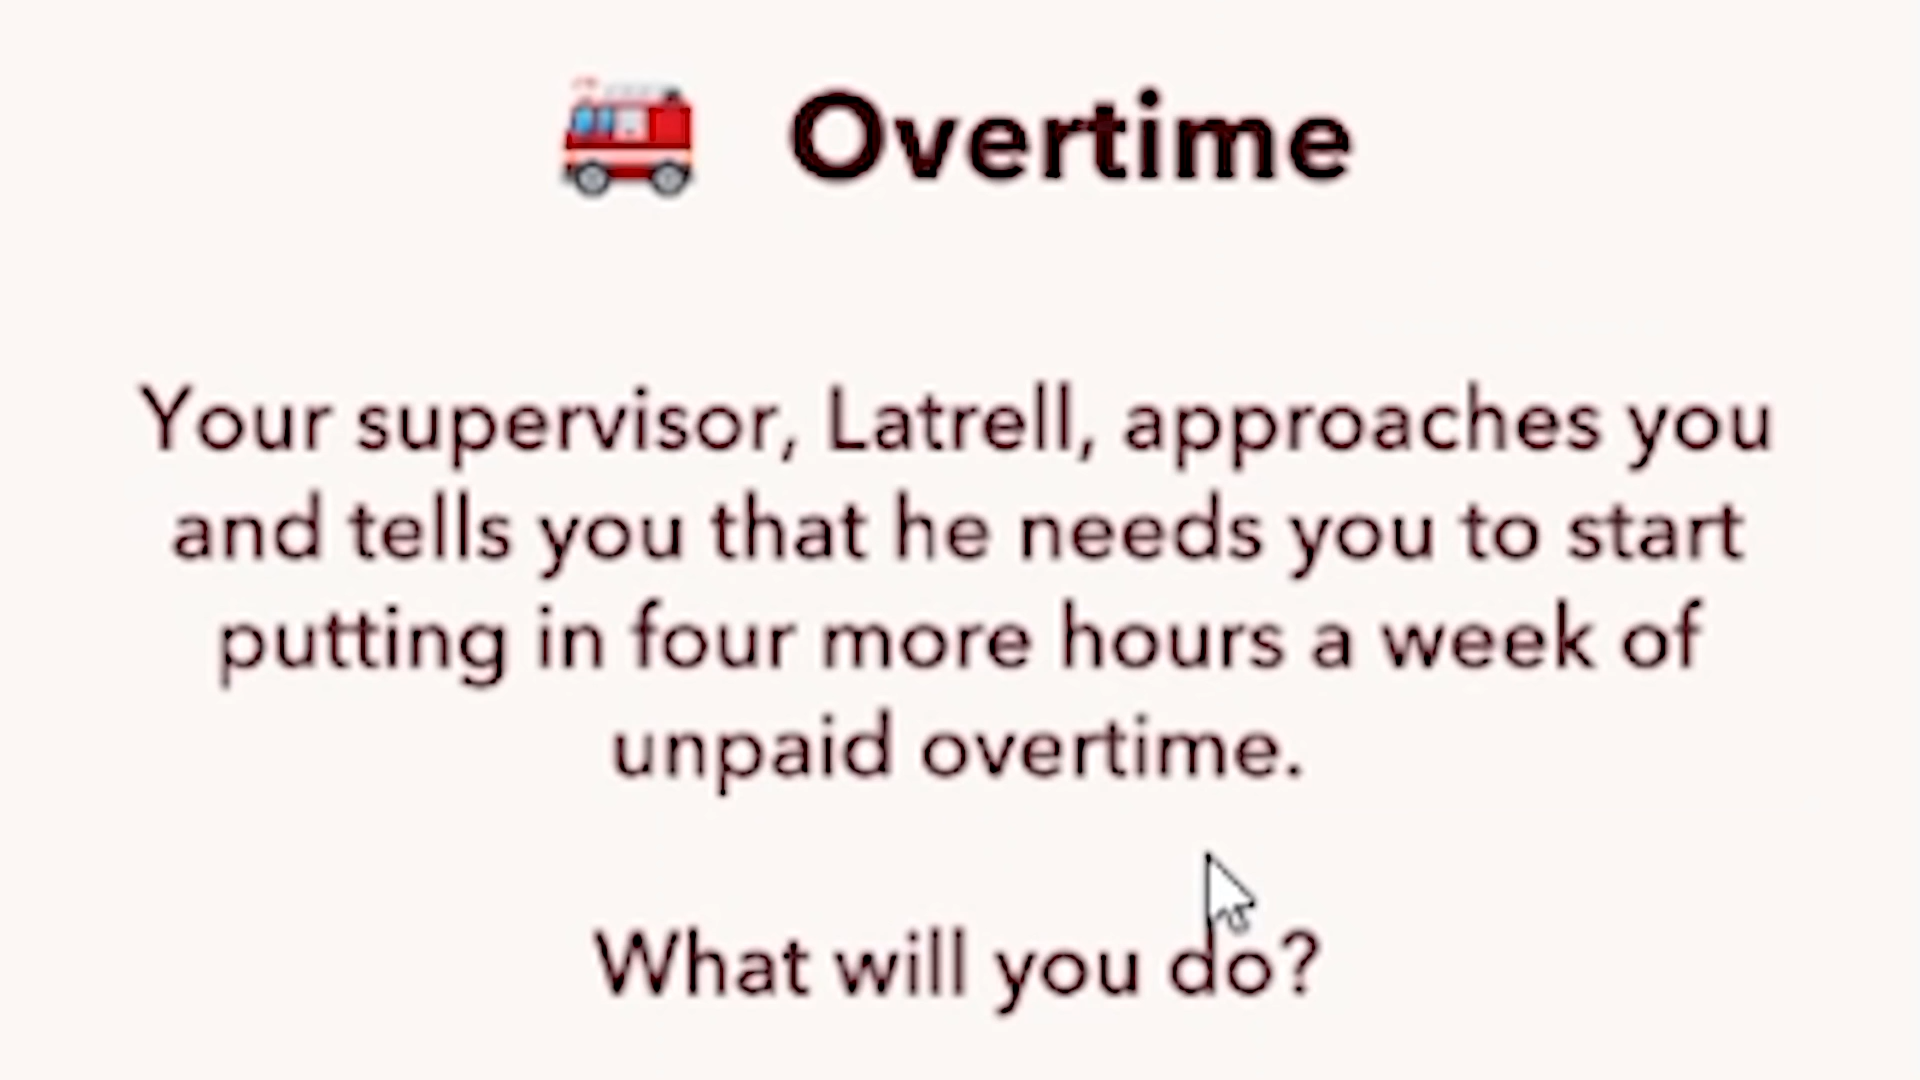 Overtime
Your supervisor, Latrell, approaches you
and tells you that he needs you to start
putting in four more hours a week of
unpaid overtime.
What will you do?